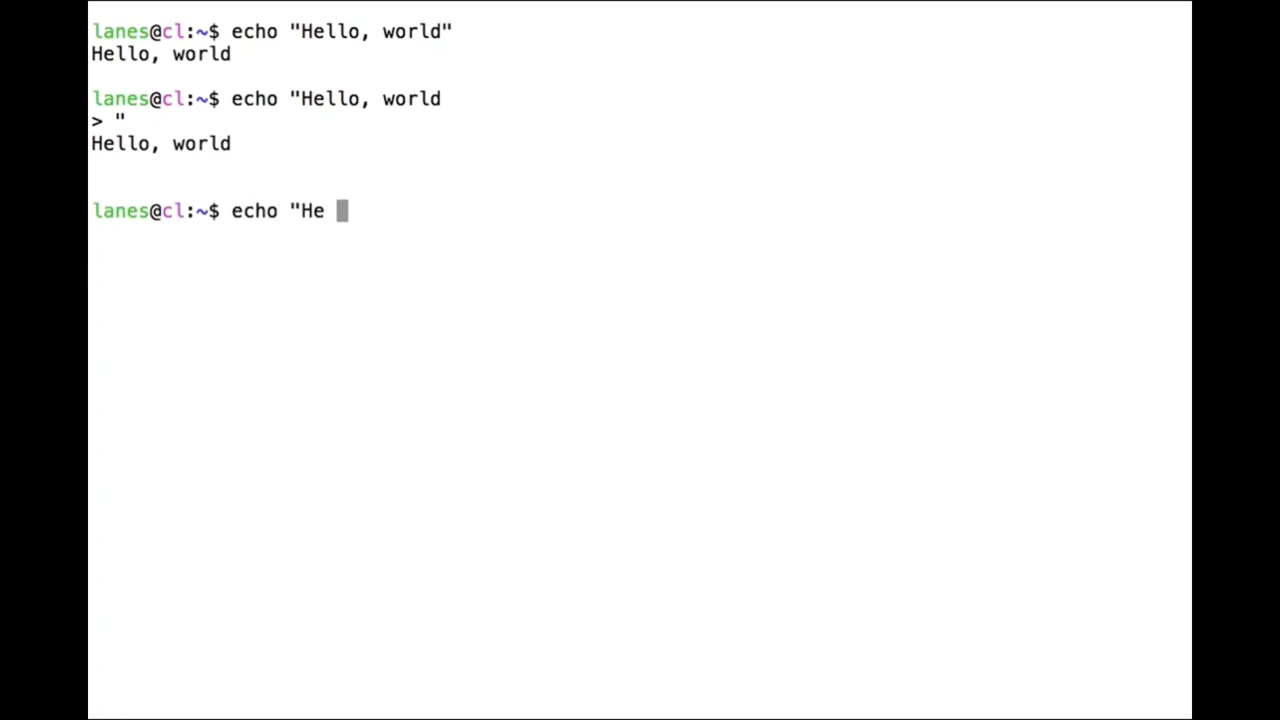 lanes@cl:~$ echo "Hello, world"
Hello, world
lanes@cl:~$ echo "Hello, world
> "
Hello, world
lanes@cl:~$ echo "He